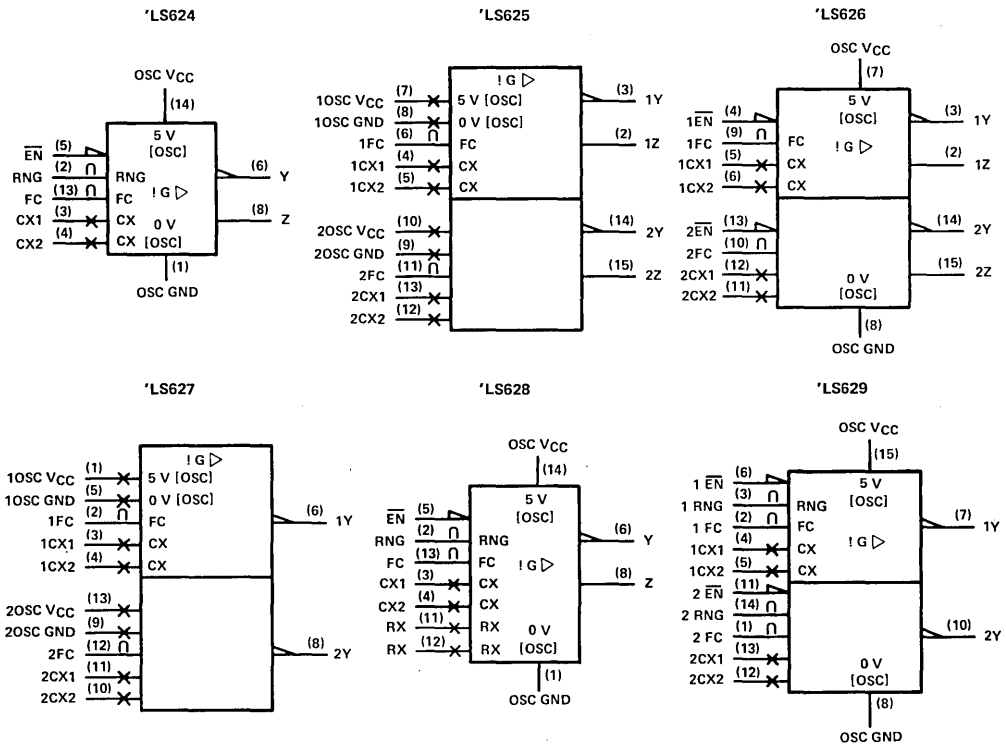 'LS624
OSC VCC
(14)
5 V
[OSC]
EN (5)
RNG (2) ∩ RNG
FC (13) ∩ FC
!G ▷
CX1 (3) CX
CX2 (4) CX
0 V
[OSC]
(6) Y
(8) Z
(1)
OSC GND
'LS625
!G ▷
1OSC VCC (7) 5 V [OSC]
1OSC GND (8) 0 V [OSC]
1FC (6) ∩ FC
1CX1 (4) CX
1CX2 (5) CX
(3) 1Y
(2) 1Z
2OSC VCC (10)
2OSC GND (9)
2FC (11) ∩
2CX1 (13)
2CX2 (12)
(14) 2Y
(15) 2Z
'LS626
OSC VCC
(7)
5 V
[OSC]
1EN (4)
1FC (9) ∩ FC
!G ▷
1CX1 (5) CX
1CX2 (6) CX
(3) 1Y
(2) 1Z
2EN (13)
2FC (10) ∩
2CX1 (12)
2CX2 (11)
0 V
[OSC]
(14) 2Y
(15) 2Z
(8)
OSC GND
'LS627
!G ▷
1OSC VCC (1) 5 V [OSC]
1OSC GND (5) 0 V [OSC]
1FC (2) ∩ FC
1CX1 (3) CX
1CX2 (4) CX
(6) 1Y
2OSC VCC (13)
2OSC GND (9)
2FC (12) ∩
2CX1 (11)
2CX2 (10)
(8) 2Y
'LS628
OSC VCC
(14)
5 V
[OSC]
EN (5)
RNG (2) ∩ RNG
FC (13) ∩ FC
!G ▷
CX1 (3) CX
CX2 (4) CX
RX (11) RX
RX (12) RX
0 V
[OSC]
(6) Y
(8) Z
(1)
OSC GND
'LS629
OSC VCC
(15)
5 V
[OSC]
1 EN (6)
1 RNG (3) ∩ RNG
1 FC (2) ∩ FC
!G ▷
1CX1 (4) CX
1CX2 (5) CX
(7) 1Y
2 EN (11)
2 RNG (14) ∩
2 FC (1) ∩
2CX1 (13)
2CX2 (12)
0 V
[OSC]
(10) 2Y
(8)
OSC GND